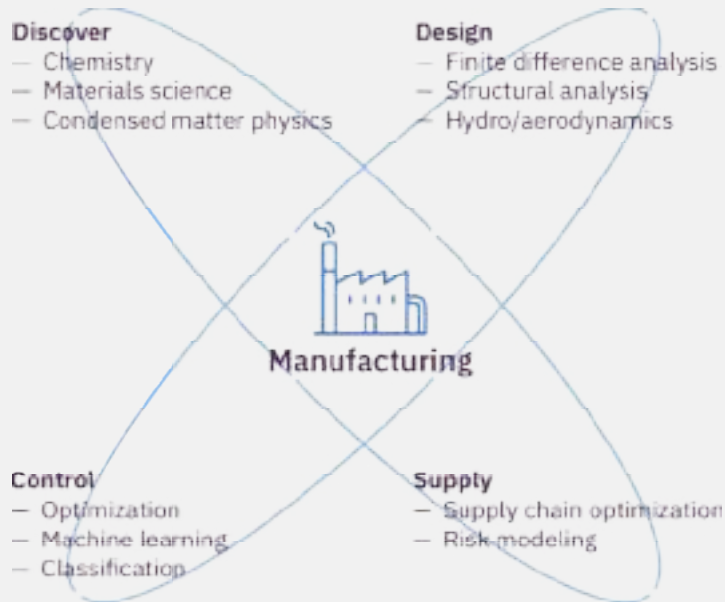 Discover
— Chemistry
— Materials science
— Condensed matter physics
Design
— Finite difference analysis
— Structural analysis
— Hydro/aerodynamics
Manufacturing
Control
— Optimization
— Machine learning
— Classification
Supply
— Supply chain optimization
— Risk modeling